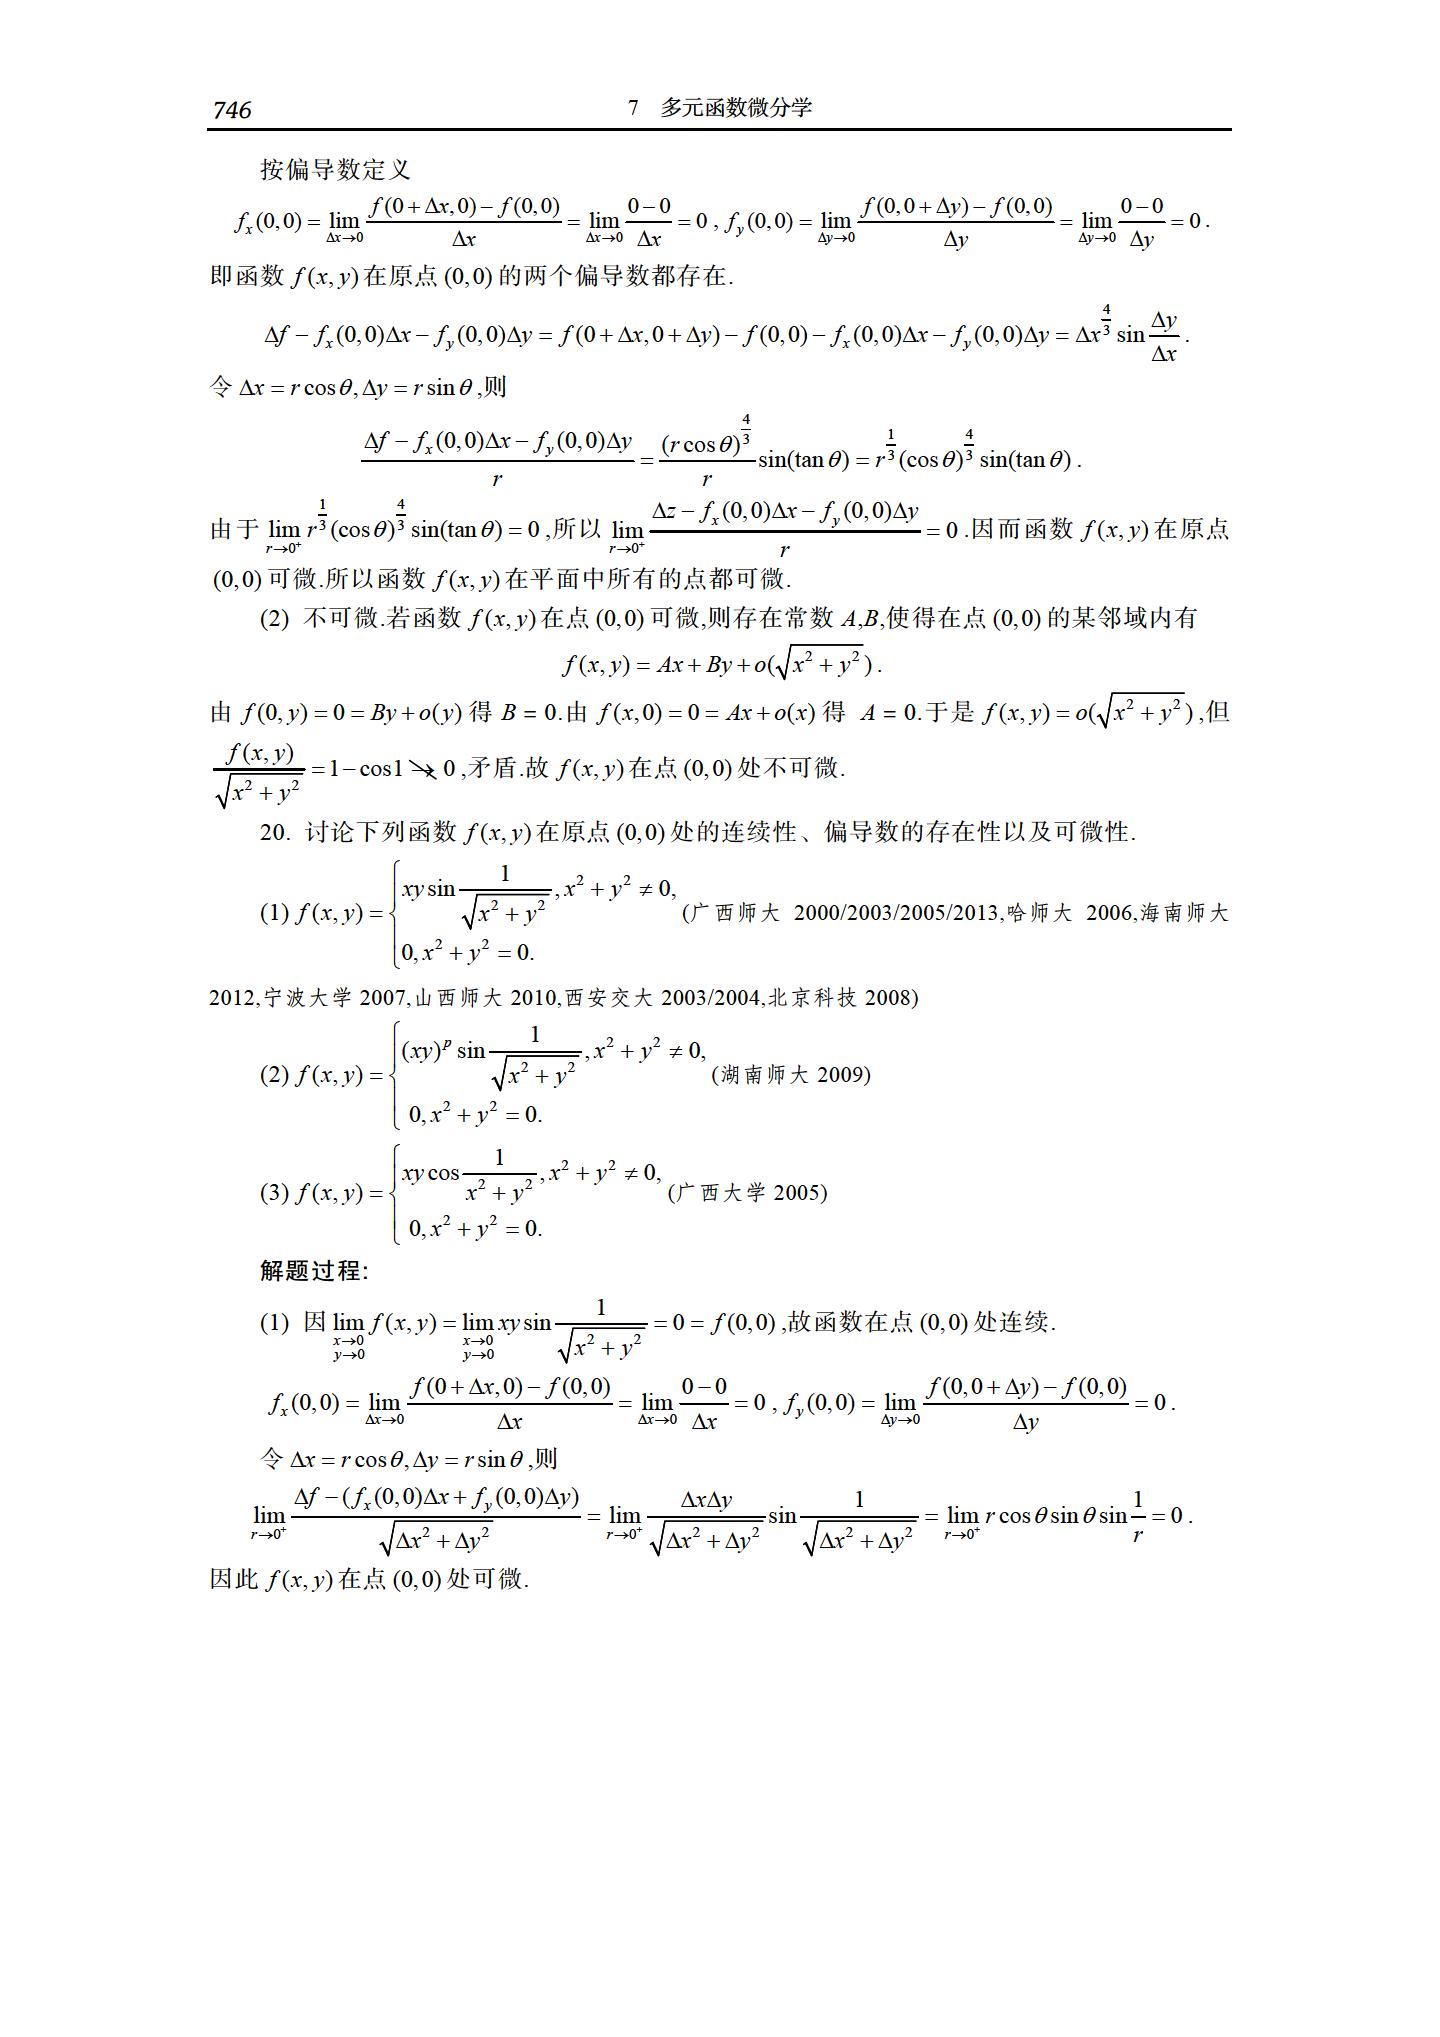 746 7 多元函数微分学
按偏导数定义
$f_x(0,0)=\lim_{\Delta x\to 0}\frac{f(0+\Delta x,0)-f(0,0)}{\Delta x}=\lim_{\Delta x\to 0}\frac{0-0}{\Delta x}=0$,$f_y(0,0)=\lim_{\Delta y\to 0}\frac{f(0,0+\Delta y)-f(0,0)}{\Delta y}=\lim_{\Delta y\to 0}\frac{0-0}{\Delta y}=0$.
即函数 $f(x,y)$ 在原点 $(0,0)$ 的两个偏导数都存在.
$\Delta f-f_x(0,0)\Delta x-f_y(0,0)\Delta y=f(0+\Delta x,0+\Delta y)-f(0,0)-f_x(0,0)\Delta x-f_y(0,0)\Delta y=\Delta x^{\frac{4}{3}}\sin\frac{\Delta y}{\Delta x}$.
令 $\Delta x=r\cos\theta,\Delta y=r\sin\theta$,则
$\frac{\Delta f-f_x(0,0)\Delta x-f_y(0,0)\Delta y}{r}=\frac{(r\cos\theta)^{\frac{4}{3}}}{r}\sin(\tan\theta)=r^{\frac{1}{3}}(\cos\theta)^{\frac{4}{3}}\sin(\tan\theta)$.
由于 $\lim_{r\to 0^+}r^{\frac{1}{3}}(\cos\theta)^{\frac{4}{3}}\sin(\tan\theta)=0$,所以 $\lim_{r\to 0^+}\frac{\Delta z-f_x(0,0)\Delta x-f_y(0,0)\Delta y}{r}=0$.因而函数 $f(x,y)$ 在原点
$(0,0)$ 可微.所以函数 $f(x,y)$ 在平面中所有的点都可微.
(2) 不可微.若函数 $f(x,y)$ 在点 $(0,0)$ 可微,则存在常数 A,B,使得在点 $(0,0)$ 的某邻域内有
$f(x,y)=Ax+By+o(\sqrt{x^2+y^2})$.
由 $f(0,y)=0=By+o(y)$ 得 B = 0.由 $f(x,0)=0=Ax+o(x)$ 得 A = 0.于是 $f(x,y)=o(\sqrt{x^2+y^2})$,但
$\frac{f(x,y)}{\sqrt{x^2+y^2}}=1-\cos 1\not\to 0$,矛盾.故 $f(x,y)$ 在点 $(0,0)$ 处不可微.
20. 讨论下列函数 $f(x,y)$ 在原点 $(0,0)$ 处的连续性、偏导数的存在性以及可微性.
(1) $f(x,y)=\begin{cases}xy\sin\frac{1}{\sqrt{x^2+y^2}},x^2+y^2\neq 0,\\0,x^2+y^2=0.\end{cases}$(广西师大 2000/2003/2005/2013,哈师大 2006,海南师大
2012,宁波大学 2007,山西师大 2010,西安交大 2003/2004,北京科技 2008)
(2) $f(x,y)=\begin{cases}(xy)^p\sin\frac{1}{\sqrt{x^2+y^2}},x^2+y^2\neq 0,\\0,x^2+y^2=0.\end{cases}$(湖南师大 2009)
(3) $f(x,y)=\begin{cases}xy\cos\frac{1}{x^2+y^2},x^2+y^2\neq 0,\\0,x^2+y^2=0.\end{cases}$(广西大学 2005)
解题过程:
(1) 因 $\lim_{\substack{x\to 0\\y\to 0}}f(x,y)=\lim_{\substack{x\to 0\\y\to 0}}xy\sin\frac{1}{\sqrt{x^2+y^2}}=0=f(0,0)$,故函数在点 $(0,0)$ 处连续.
$f_x(0,0)=\lim_{\Delta x\to 0}\frac{f(0+\Delta x,0)-f(0,0)}{\Delta x}=\lim_{\Delta x\to 0}\frac{0-0}{\Delta x}=0$,$f_y(0,0)=\lim_{\Delta y\to 0}\frac{f(0,0+\Delta y)-f(0,0)}{\Delta y}=0$.
令 $\Delta x=r\cos\theta,\Delta y=r\sin\theta$,则
$\lim_{r\to 0^+}\frac{\Delta f-(f_x(0,0)\Delta x+f_y(0,0)\Delta y)}{\sqrt{\Delta x^2+\Delta y^2}}=\lim_{r\to 0^+}\frac{\Delta x\Delta y}{\sqrt{\Delta x^2+\Delta y^2}}\sin\frac{1}{\sqrt{\Delta x^2+\Delta y^2}}=\lim_{r\to 0^+}r\cos\theta\sin\theta\sin\frac{1}{r}=0$.
因此 $f(x,y)$ 在点 $(0,0)$ 处可微.